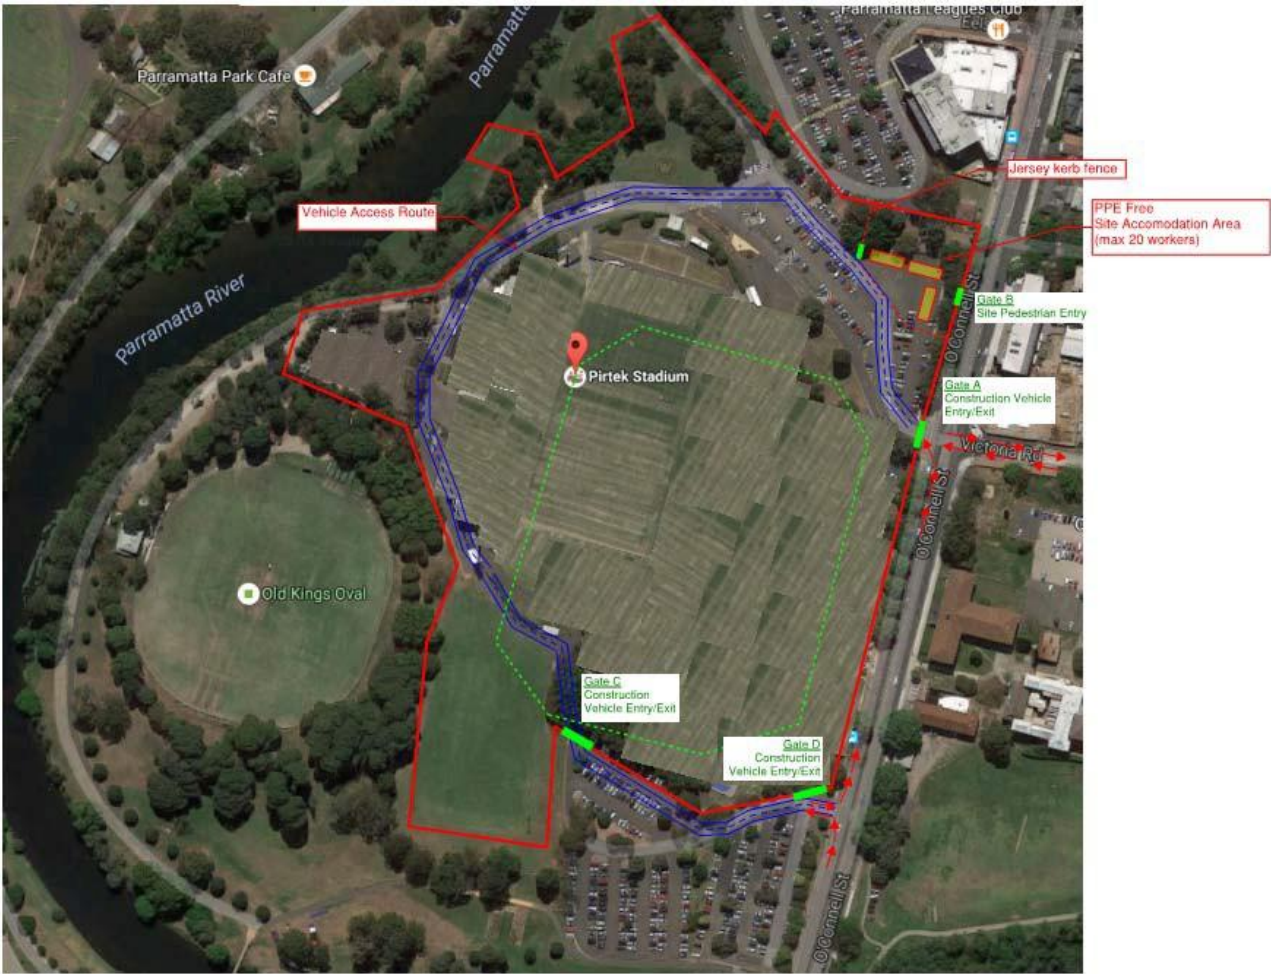 Parramatta Leagues Club
Parramatta Park Cafe
Parramatta
Jersey kerb fence
PPE Free
Site Accomodation Area
(max 20 workers)
Vehicle Access Route
Parramatta River
Gate B
Site Pedestrian Entry
O'Connell St
Pirtek Stadium
Gate A
Construction Vehicle
Entry/Exit
Victoria Rd
O'Connell St
Old Kings Oval
Gate C
Construction
Vehicle Entry/Exit
Gate D
Construction
Vehicle Entry/Exit
O'Connell St